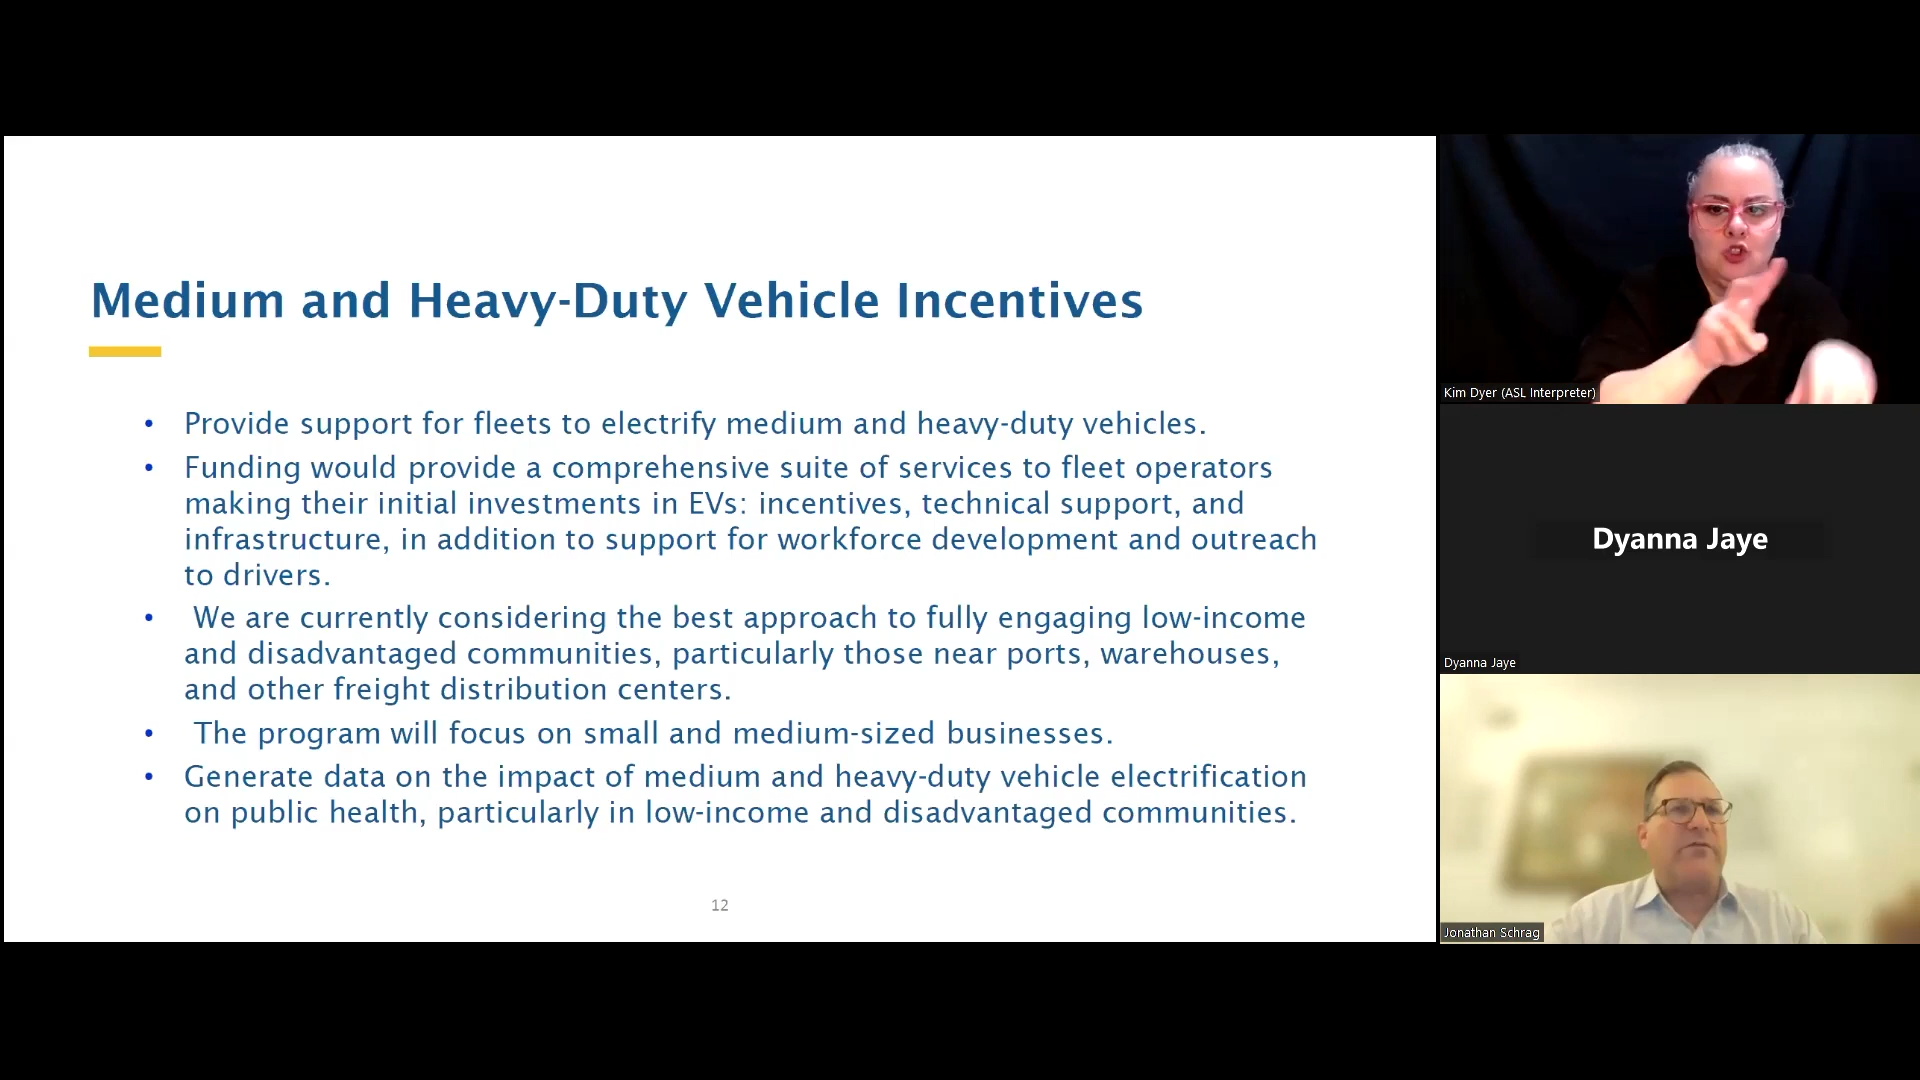 Medium and Heavy-Duty Vehicle Incentives
• Provide support for fleets to electrify medium and heavy-duty vehicles.
• Funding would provide a comprehensive suite of services to fleet operators
making their initial investments in EVs: incentives, technical support, and
infrastructure, in addition to support for workforce development and outreach
to drivers.
• We are currently considering the best approach to fully engaging low-income
and disadvantaged communities, particularly those near ports, warehouses,
and other freight distribution centers.
• The program will focus on small and medium-sized businesses.
• Generate data on the impact of medium and heavy-duty vehicle electrification
on public health, particularly in low-income and disadvantaged communities.
12
Kim Dyer (ASL Interpreter)
Dyanna Jaye
Dyanna Jaye
Jonathan Schrag